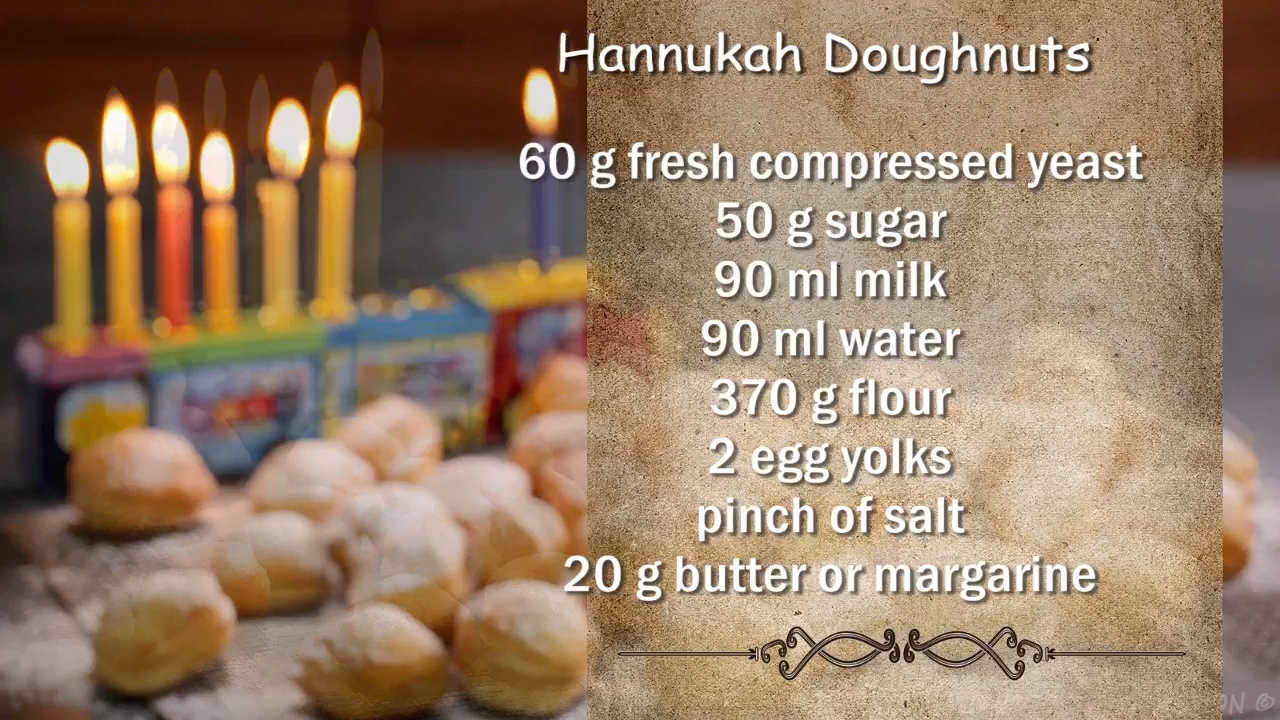 Hannukah Doughnuts
60 g fresh compressed yeast
50 g sugar
90 ml milk
90 ml water
370 g flour
2 egg yolks
pinch of salt
20 g butter or margarine